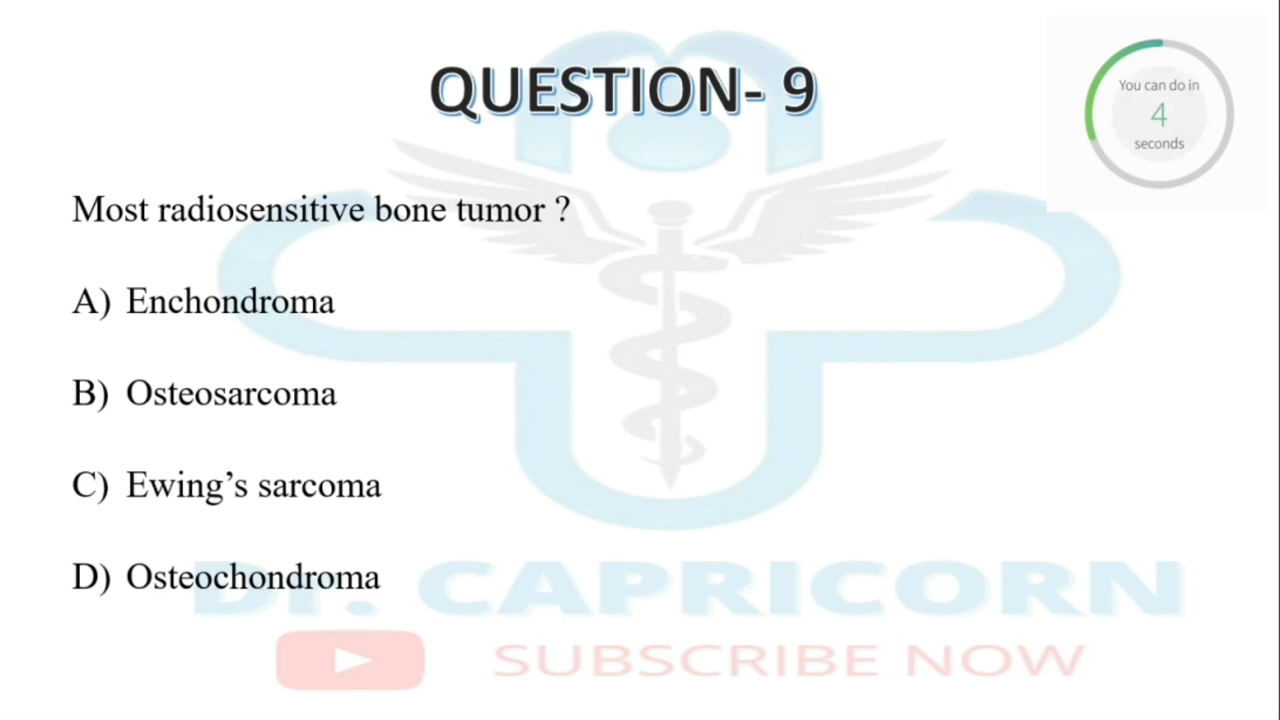 QUESTION- 9
You can do in
4
seconds
Most radiosensitive bone tumor ?
A) Enchondroma
B) Osteosarcoma
C) Ewing’s sarcoma
D) Osteochondroma
Dr. CAPRICORN
SUBSCRIBE NOW